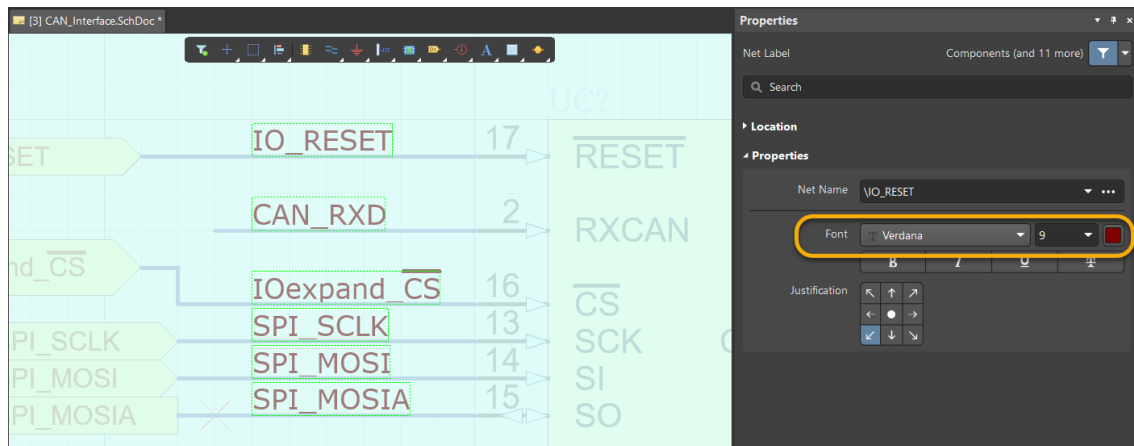 [3] CAN_Interface.SchDoc *
Properties
Net Label
Components (and 11 more)
Search
Location
Properties
Net Name
\IO_RESET
Font
T Verdana
9
B I U T
Justification
UC?
IO_RESET
17
RESET
SET
CAN_RXD
2
RXCAN
nd_CS
IOexpand_CS
16
CS
SPI_SCLK
13
SCK
C
PI_SCLK
SPI_MOSI
14
SI
PI_MOSI
SPI_MOSIA
15
SO
PI_MOSIA